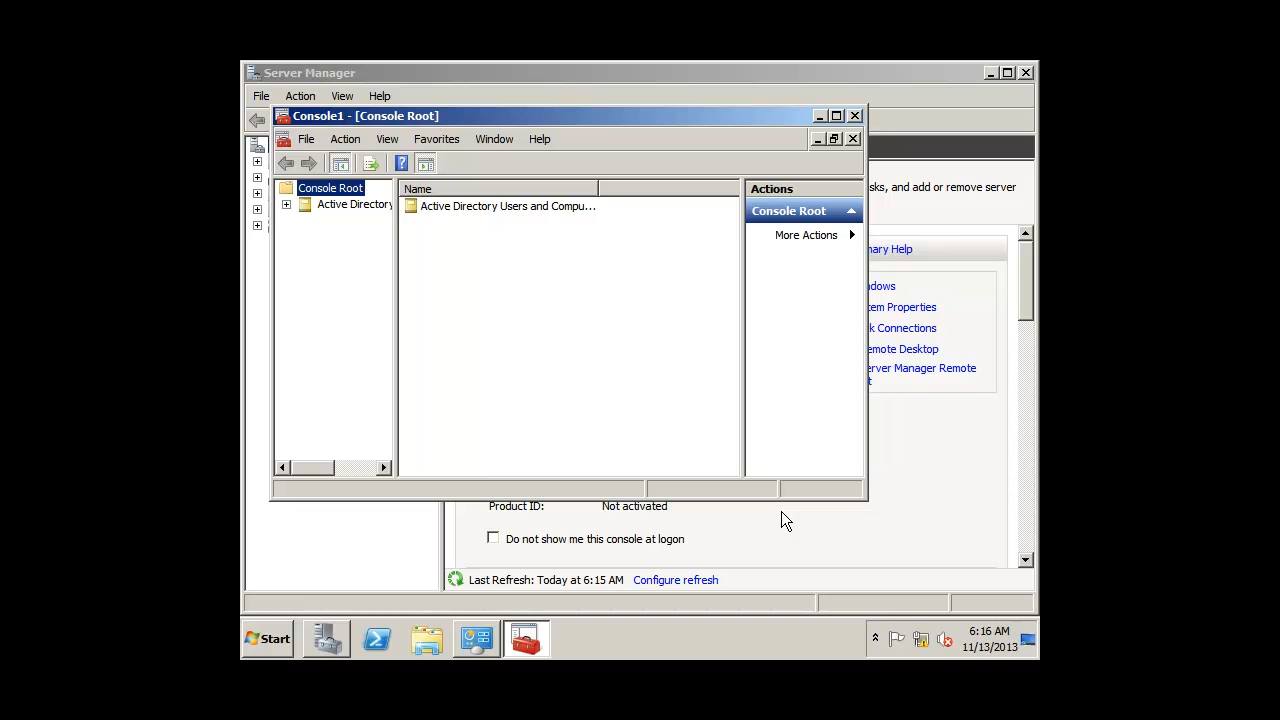 Server Manager
File Action View Help
Console1 - [Console Root]
File Action View Favorites Window Help
Console Root
Active Directory
Name
Active Directory Users and Compu...
Actions
Console Root
More Actions
sks, and add or remove server
mary Help
dows
tem Properties
k Connections
emote Desktop
erver Manager Remote
t
Product ID: Not activated
Do not show me this console at logon
Last Refresh: Today at 6:15 AM Configure refresh
Start
6:16 AM
11/13/2013